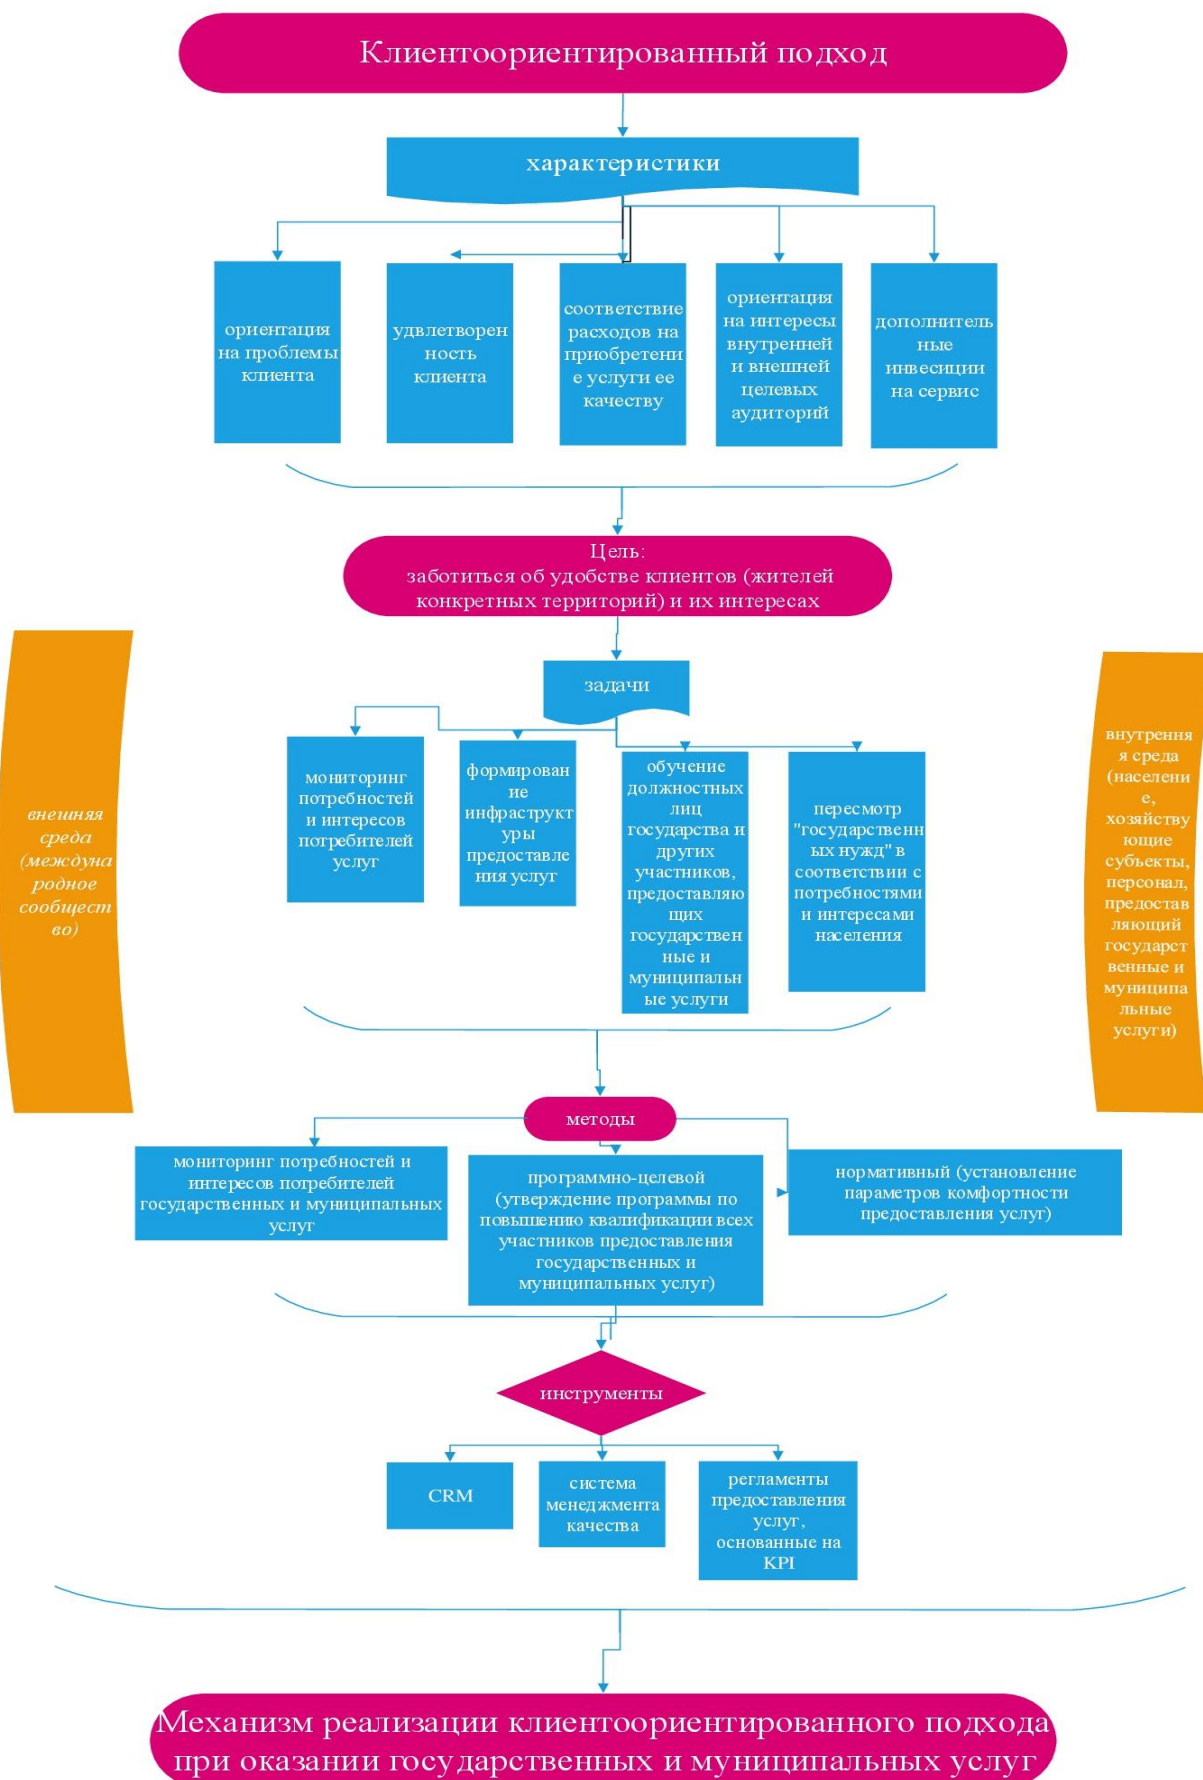 Клиентоориентированный подход
характеристики
ориентация
на проблемы
клиента
удвлетворен
ность
клиента
соответствие
расходов на
приобретени
е услуги ее
качеству
ориентация
на интересы
внутренней
и внешней
целевых
аудиторий
дополнитель
ные
инвесиции
на сервис
Цель:
заботиться об удобстве клиентов (жителей
конкретных территорий) и их интересах
задачи
внешняя
среда
(междуна
родное
сообщест
во)
мониторинг
потребностей
и интересов
потребителей
услуг
формирован
ие
инфраструкт
уры
предоставле
ния услуг
обучение
должностных
лиц
государства и
других
участников,
предоставляю
щих
государствен
ные и
муниципальн
ые услуги
пересмотр
"государственн
ых нужд" в
соответствии с
потребностями
и интересами
населения
внутрення
я среда
(населени
е,
хозяйству
ющие
субъекты,
персонал,
предостав
ляющий
государст
венные и
муниципа
льные
услуги)
методы
мониторинг потребностей и
интересов потребителей
государственных и муниципальных
услуг
программно-целевой
(утверждение программы по
повышению квалификации всех
участников предоставления
государственных и
муниципальных услуг)
нормативный (установление
параметров комфортности
предоставления услуг)
инструменты
CRM
система
менеджмента
качества
регламенты
предоставления
услуг,
основанные на
KPI
Механизм реализации клиентоориентированного подхода
при оказании государственных и муниципальных услуг